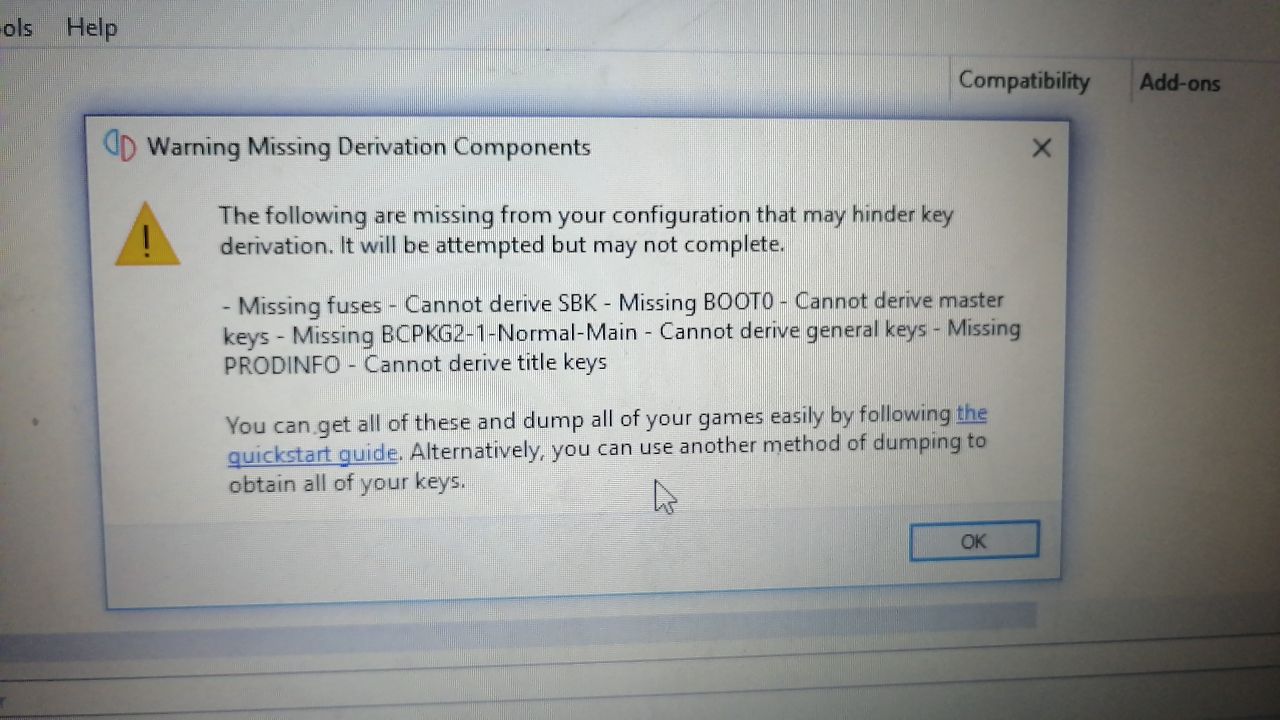 Help
Compatibility
Add-ons
Warning Missing Derivation Components
The following are missing from your configuration that may hinder key
derivation. It will be attempted but may not complete.
- Missing fuses - Cannot derive SBK - Missing BOOT0 - Cannot derive master
keys - Missing BCPKG2-1-Normal-Main - Cannot derive general keys - Missing
PRODINFO - Cannot derive title keys
You can get all of these and dump all of your games easily by following the
quickstart guide. Alternatively, you can use another method of dumping to
obtain all of your keys.
OK